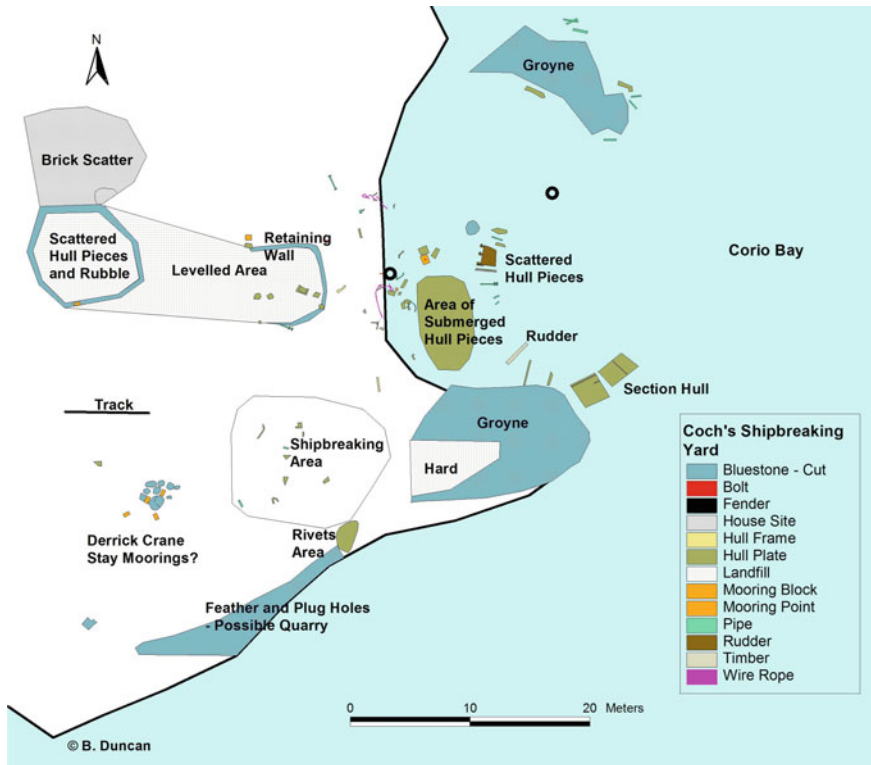 N
Groyne
Brick Scatter
Scattered
Hull Pieces
and Rubble
Retaining
Wall
Levelled Area
Scattered
Hull Pieces
Corio Bay
Area of
Submerged
Hull Pieces
Rudder
Section Hull
Track
Shipbreaking
Area
Groyne
Hard
Derrick Crane
Stay Moorings?
Rivets
Area
Feather and Plug Holes
- Possible Quarry
Coch's Shipbreaking
Yard
Bluestone - Cut
Bolt
Fender
House Site
Hull Frame
Hull Plate
Landfill
Mooring Block
Mooring Point
Pipe
Rudder
Timber
Wire Rope
0 10 20 Meters
© B. Duncan